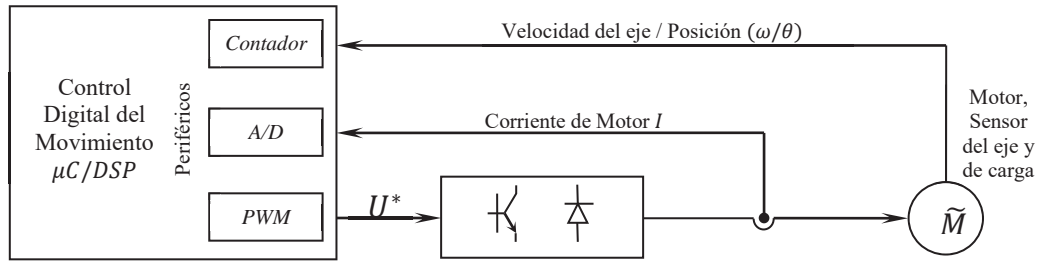 Control
Digital del
Movimiento
μC/DSP
Periféricos
Contador
A/D
PWM
Velocidad del eje / Posición (ω/θ)
Corriente de Motor I
U*
Motor,
Sensor
del eje y
de carga
M̃